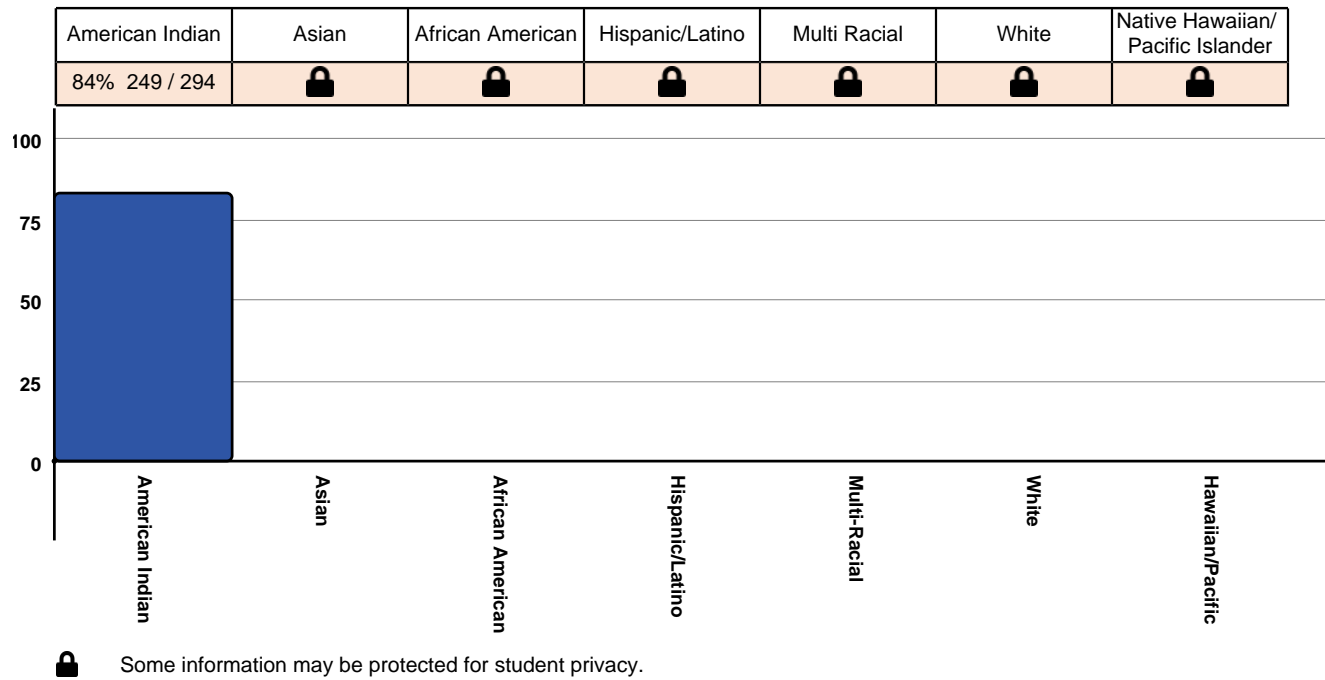 American Indian
Asian
African American
Hispanic/Latino
Multi Racial
White
Native Hawaiian/
Pacific Islander
84% 249 / 294
100
75
50
25
0
American Indian
Asian
African American
Hispanic/Latino
Multi-Racial
White
Hawaiian/Pacific
Some information may be protected for student privacy.